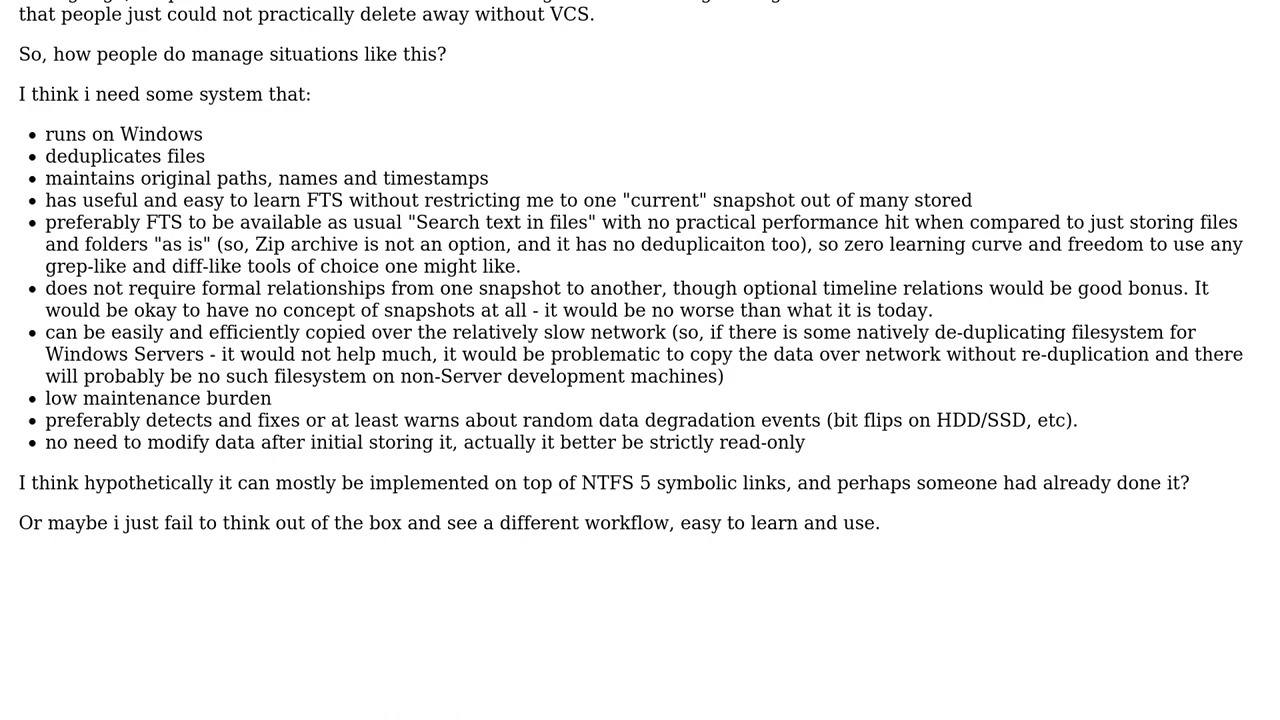 that people just could not practically delete away without VCS.
So, how people do manage situations like this?
I think i need some system that:
• runs on Windows
• deduplicates files
• maintains original paths, names and timestamps
• has useful and easy to learn FTS without restricting me to one "current" snapshot out of many stored
• preferably FTS to be available as usual "Search text in files" with no practical performance hit when compared to just storing files
and folders "as is" (so, Zip archive is not an option, and it has no deduplicaiton too), so zero learning curve and freedom to use any
grep-like and diff-like tools of choice one might like.
• does not require formal relationships from one snapshot to another, though optional timeline relations would be good bonus. It
would be okay to have no concept of snapshots at all - it would be no worse than what it is today.
• can be easily and efficiently copied over the relatively slow network (so, if there is some natively de-duplicating filesystem for
Windows Servers - it would not help much, it would be problematic to copy the data over network without re-duplication and there
will probably be no such filesystem on non-Server development machines)
• low maintenance burden
• preferably detects and fixes or at least warns about random data degradation events (bit flips on HDD/SSD, etc).
• no need to modify data after initial storing it, actually it better be strictly read-only
I think hypothetically it can mostly be implemented on top of NTFS 5 symbolic links, and perhaps someone had already done it?
Or maybe i just fail to think out of the box and see a different workflow, easy to learn and use.